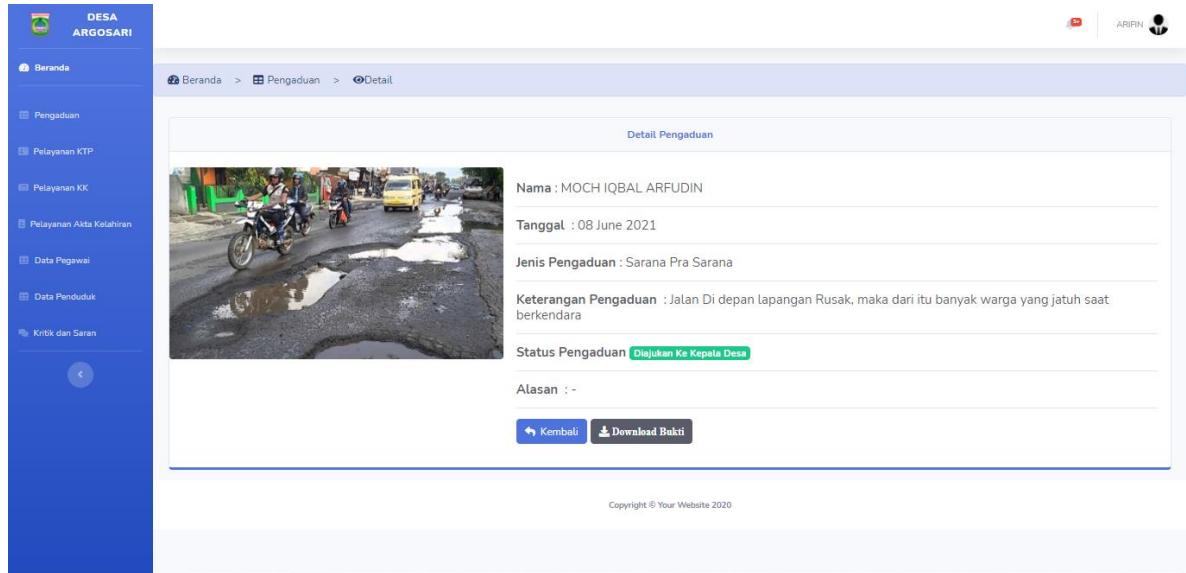 DESA
ARGOSARI
ARIFIN
Beranda
Beranda > Pengaduan > Detail
Pengaduan
Pelayanan KTP
Pelayanan KK
Pelayanan Akta Kelahiran
Data Pegawai
Data Penduduk
Kritik dan Saran
Detail Pengaduan
Nama : MOCH IQBAL ARFUDIN
Tanggal : 08 June 2021
Jenis Pengaduan : Sarana Pra Sarana
Keterangan Pengaduan : Jalan Di depan lapangan Rusak, maka dari itu banyak warga yang jatuh saat
berkendara
Status Pengaduan Diajukan Ke Kepala Desa
Alasan : -
Kembali Download Bukti
Copyright © Your Website 2020